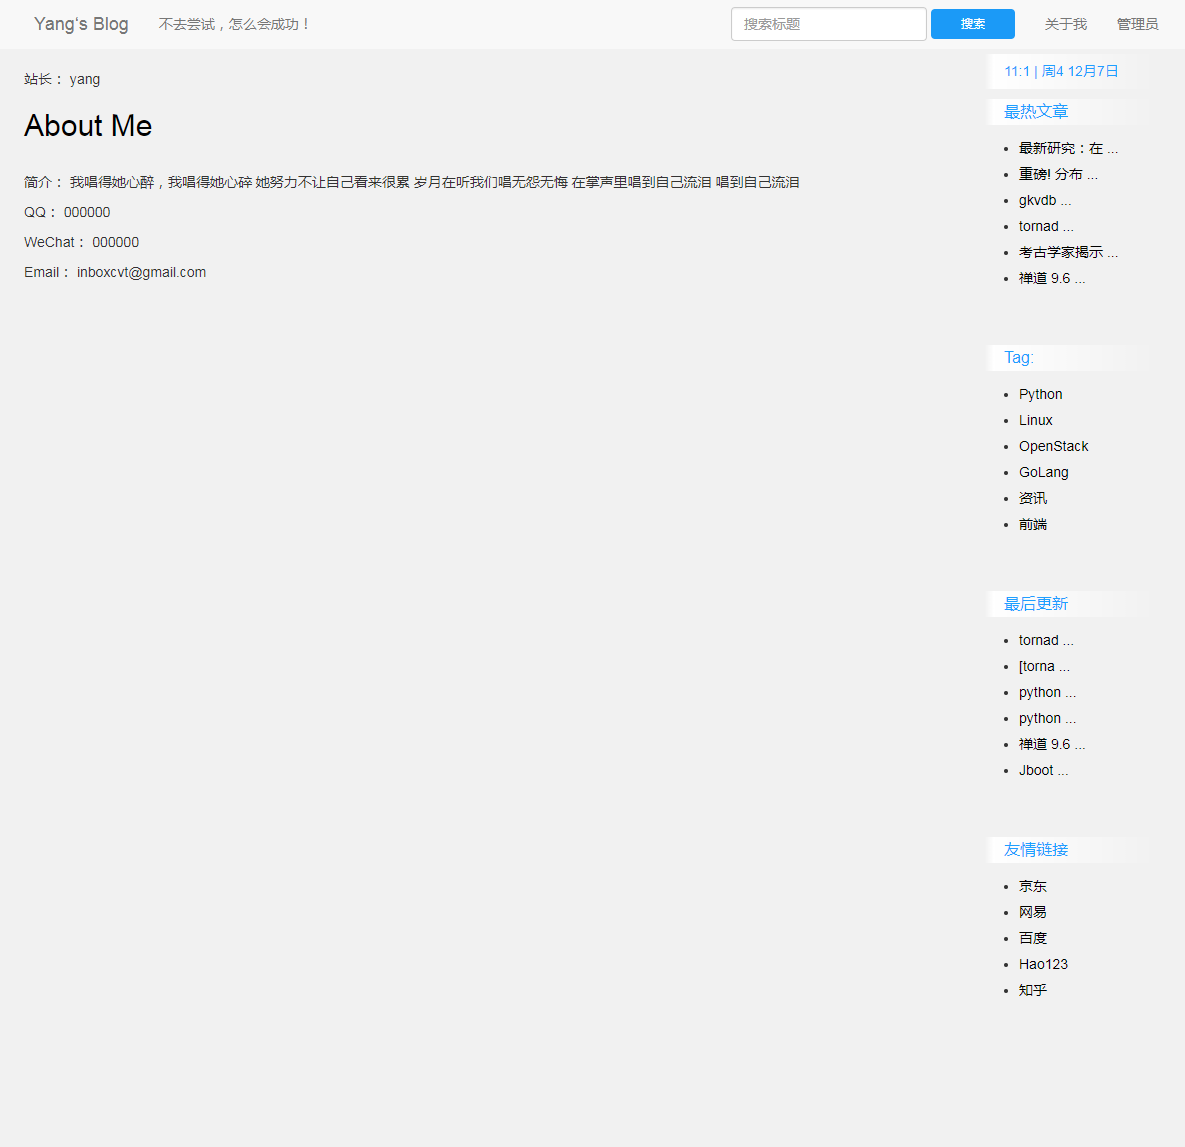 Yang‘s Blog 不去尝试，怎么会成功！ 搜索标题 搜索 关于我 管理员
站长： yang
About Me
简介： 我唱得她心醉，我唱得她心碎 她努力不让自己看来很累 岁月在听我们唱无怨无悔 在掌声里唱到自己流泪 唱到自己流泪
QQ： 000000
WeChat： 000000
Email： inboxcvt@gmail.com
11:1 | 周4 12月7日
最热文章
最新研究：在 ...
重磅! 分布 ...
gkvdb ...
tornad ...
考古学家揭示 ...
禅道 9.6 ...
Tag:
Python
Linux
OpenStack
GoLang
资讯
前端
最后更新
tornad ...
[torna ...
python ...
python ...
禅道 9.6 ...
Jboot ...
友情链接
京东
网易
百度
Hao123
知乎